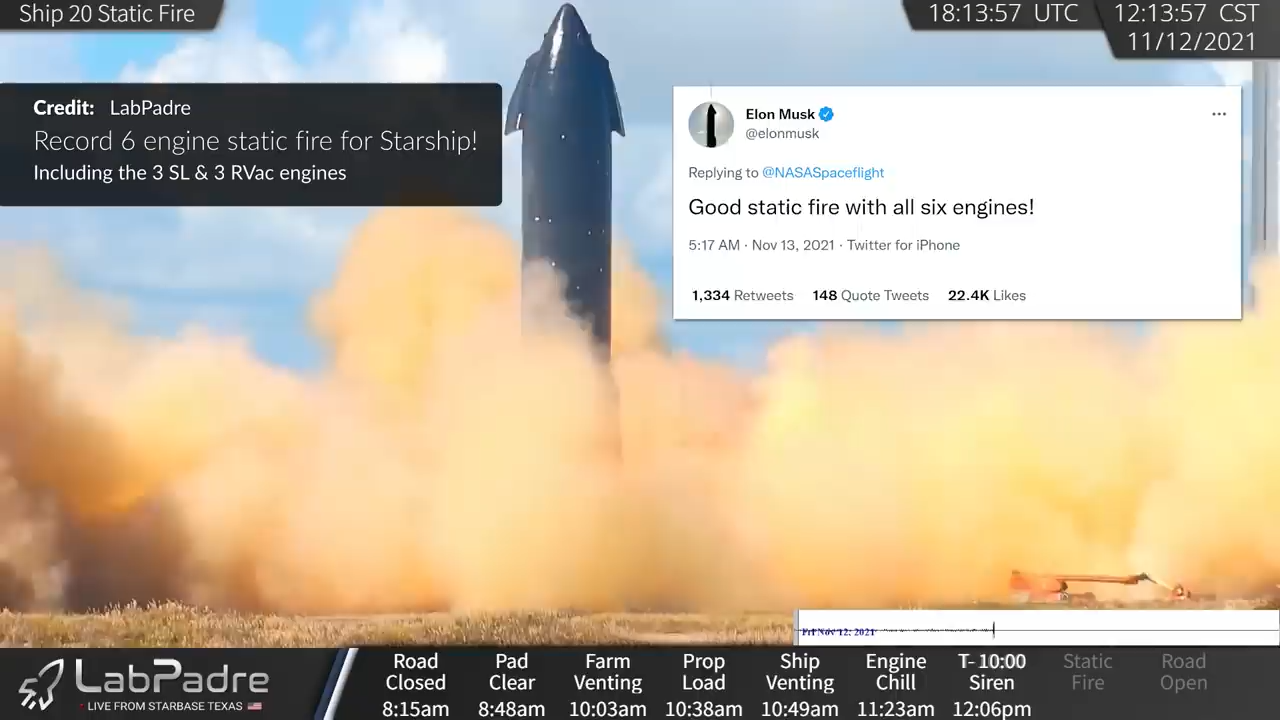 Ship 20 Static Fire
18:13:57 UTC
12:13:57 CST
11/12/2021
Credit: LabPadre
Record 6 engine static fire for Starship!
Including the 3 SL & 3 RVac engines
Elon Musk
@elonmusk
Replying to @NASASpaceflight
Good static fire with all six engines!
5:17 AM · Nov 13, 2021 · Twitter for iPhone
1,334 Retweets 148 Quote Tweets 22.4K Likes
Fri Nov 12, 2021
LabPadre
LIVE FROM STARBASE TEXAS
Road Closed
8:15am
Pad Clear
8:48am
Farm Venting
10:03am
Prop Load
10:38am
Ship Venting
10:49am
Engine Chill
11:23am
T- 10:00 Siren
12:06pm
Static Fire
Road Open